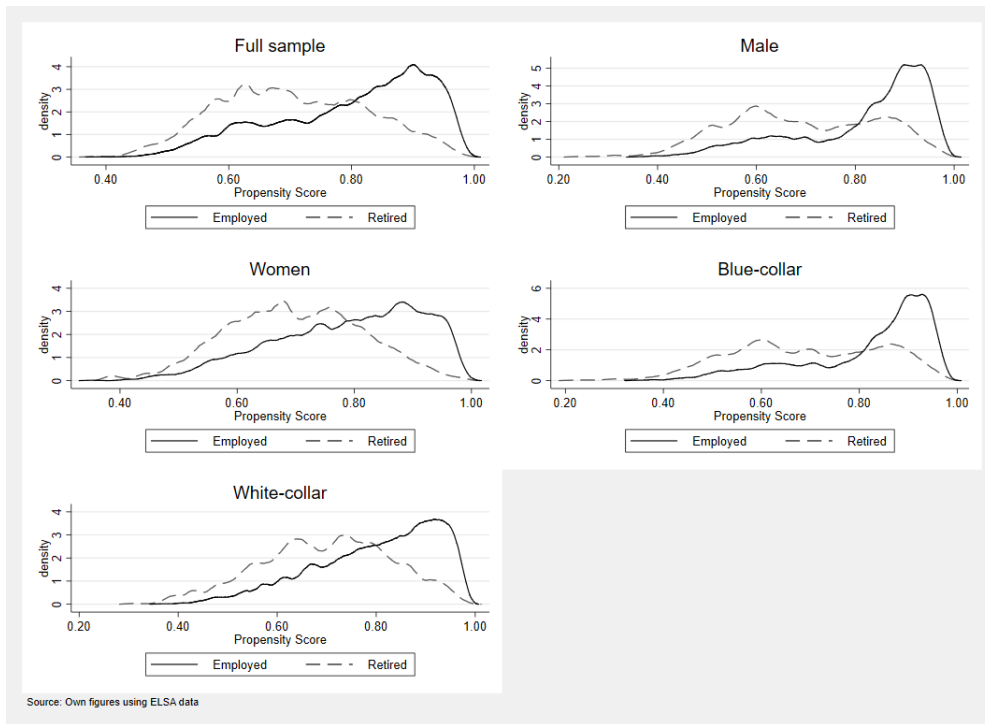 Full sample
density
0 1 2 3 4
0.40 0.60 0.80 1.00
Propensity Score
Employed Retired
Male
density
0 1 2 3 4 5
0.20 0.40 0.60 0.80 1.00
Propensity Score
Employed Retired
Women
density
0 1 2 3 4
0.40 0.60 0.80 1.00
Propensity Score
Employed Retired
Blue-collar
density
0 2 4 6
0.20 0.40 0.60 0.80 1.00
Propensity Score
Employed Retired
White-collar
density
0 1 2 3 4
0.20 0.40 0.60 0.80 1.00
Propensity Score
Employed Retired
Source: Own figures using ELSA data